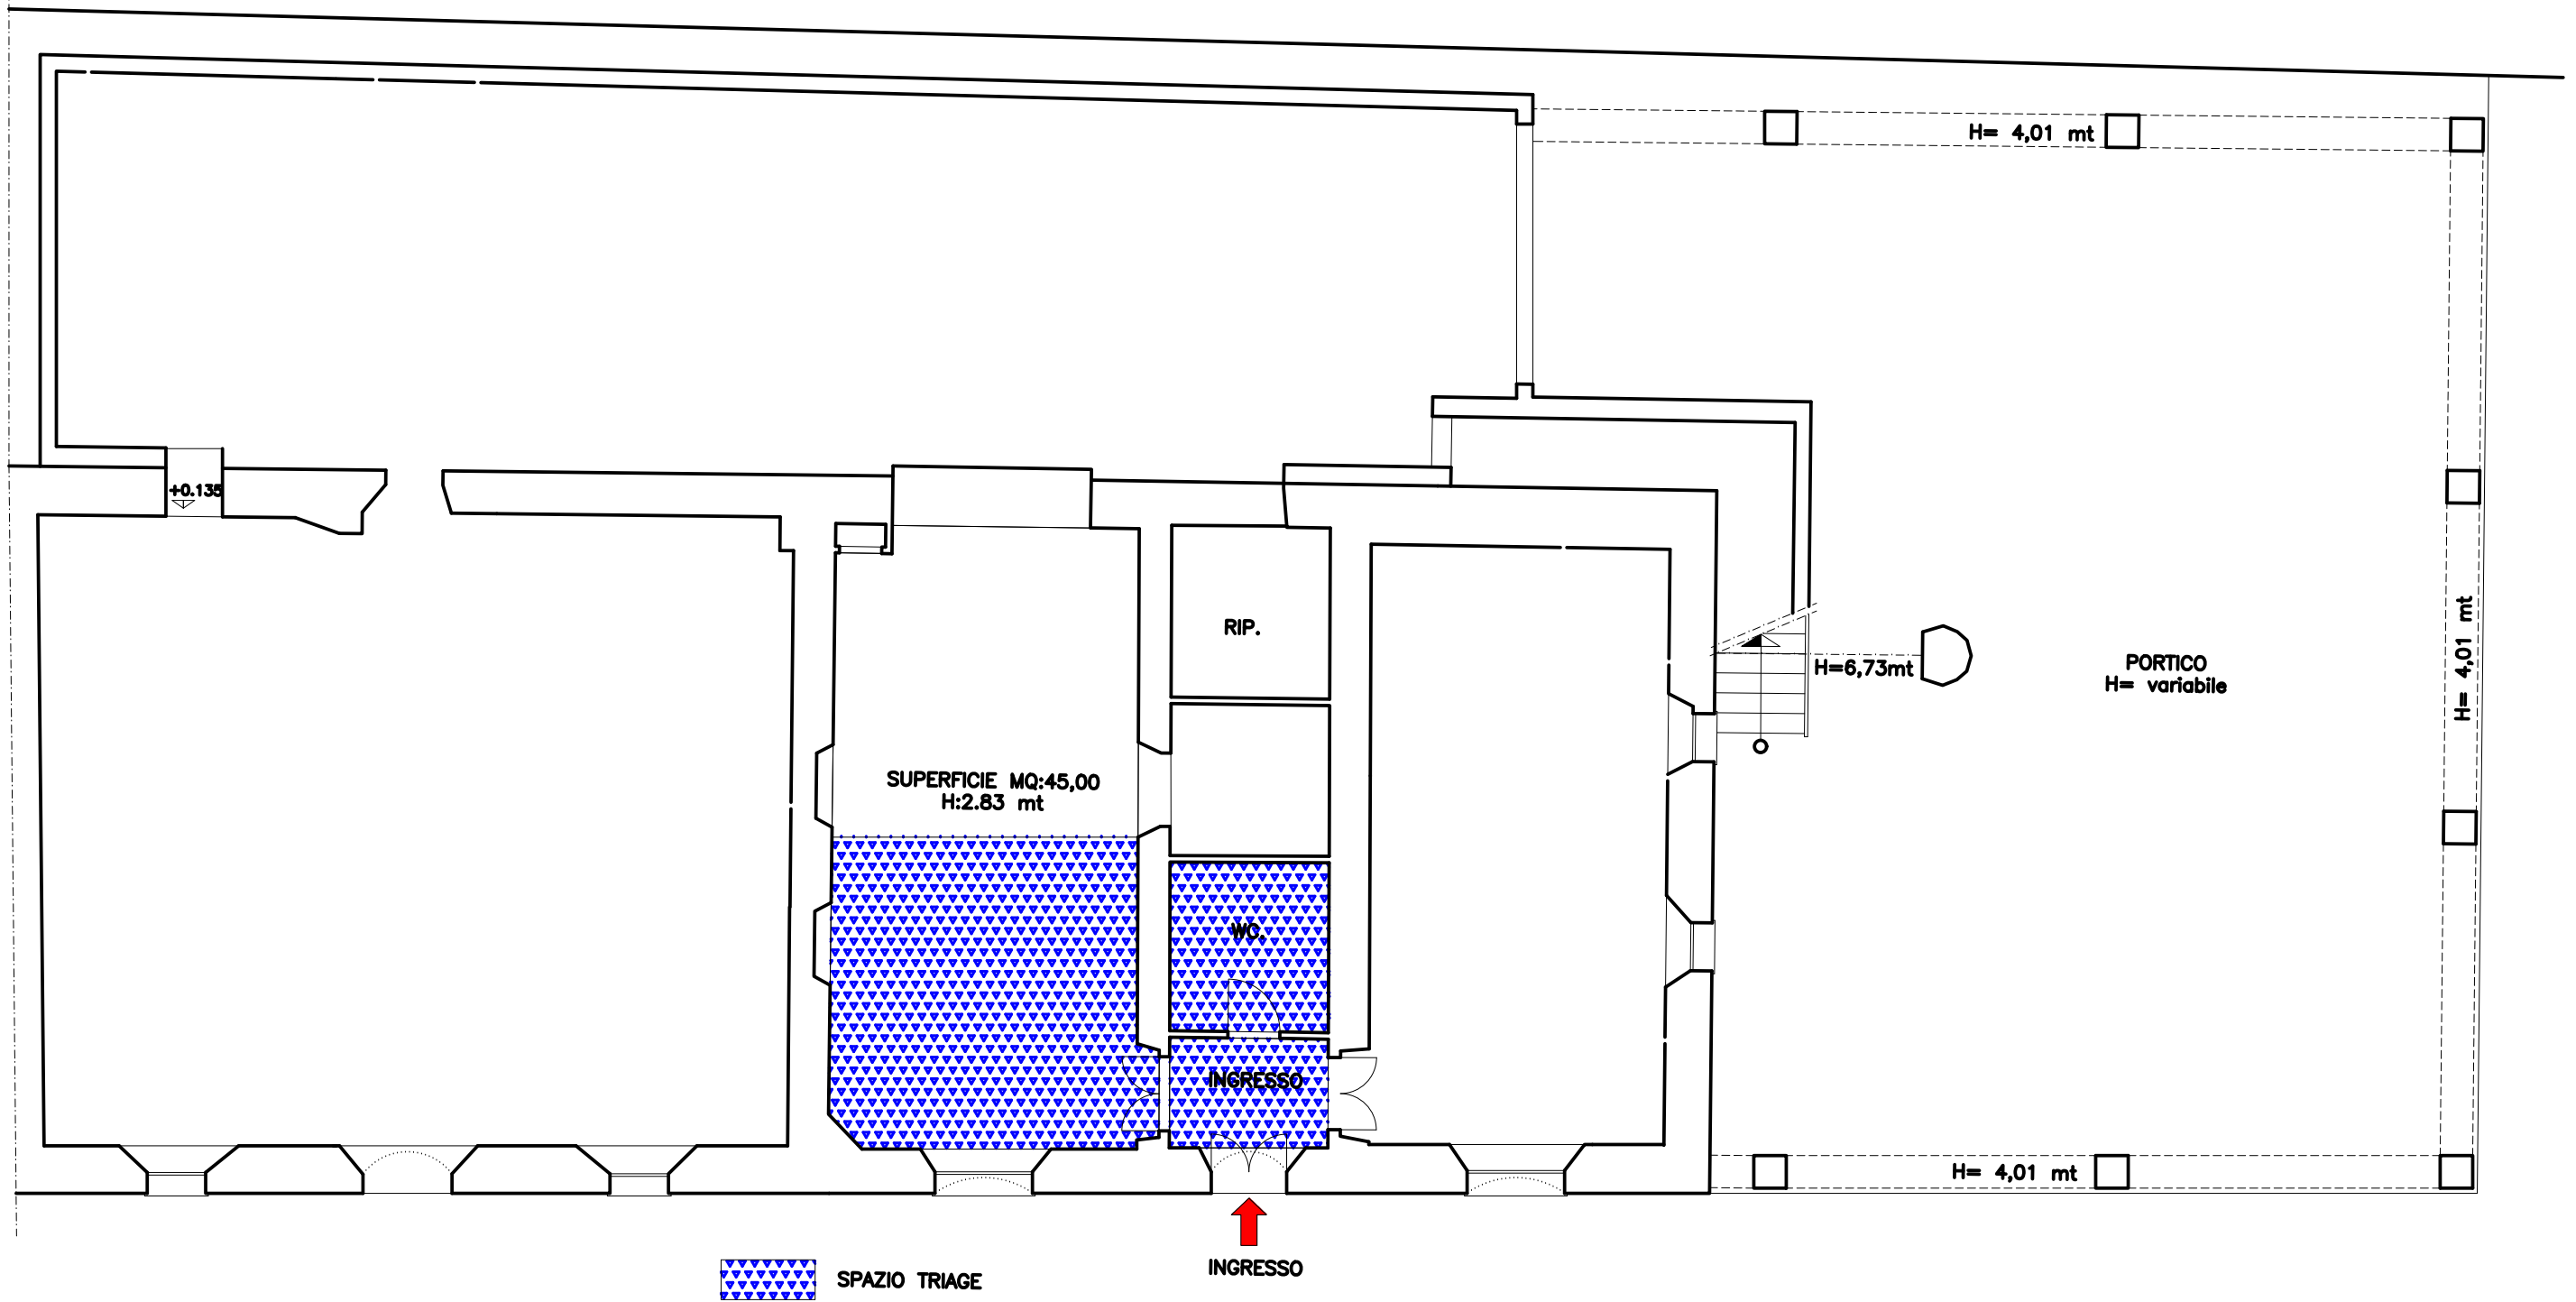 H= 4,01 mt
+0.135
RIP.
H= 4,01 mt
H=6,73mt
PORTICO
H= variabile
SUPERFICIE MQ:45,00
H:2.83 mt
WC.
INGRESSO
H= 4,01 mt
INGRESSO
SPAZIO TRIAGE